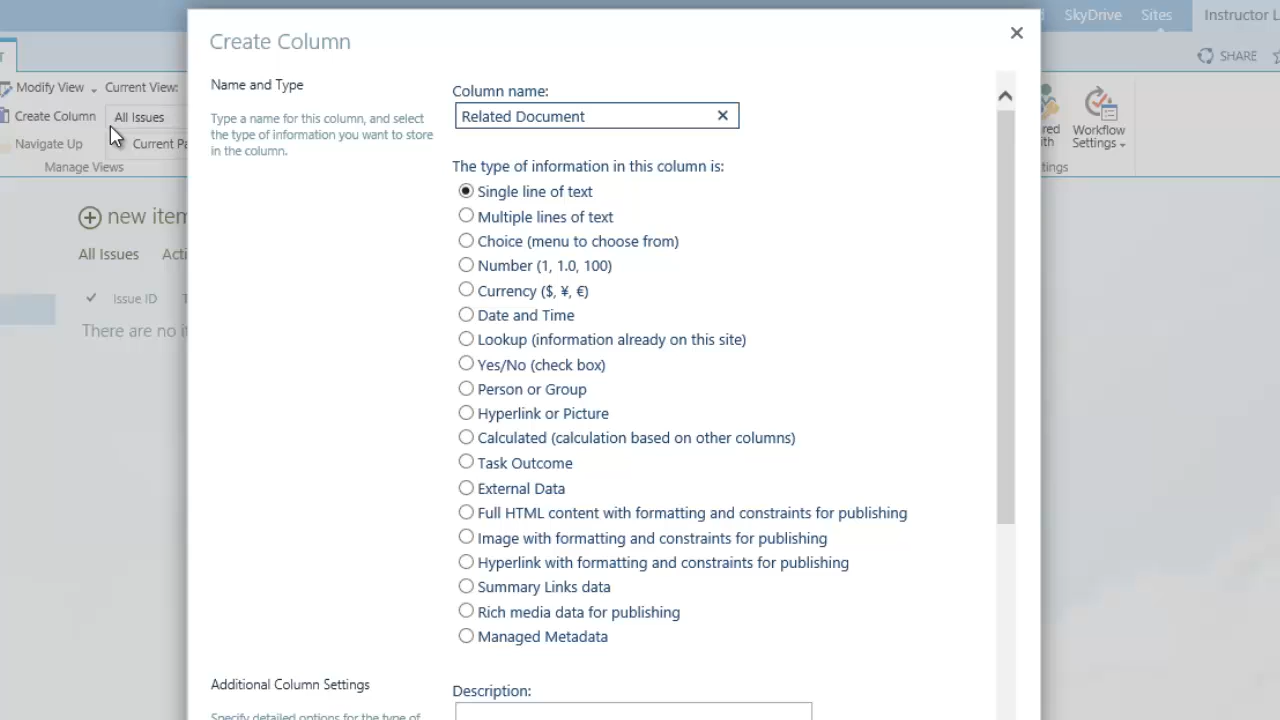 SkyDrive Sites Instructor
SHARE
Create Column
Modify View Current View:
Create Column All Issues
Navigate Up Current
Manage Views
Workflow
Settings
Name and Type
Type a name for this column, and select
the type of information you want to store
in the column.
Column name:
Related Document
The type of information in this column is:
Single line of text
Multiple lines of text
Choice (menu to choose from)
Number (1, 1.0, 100)
Currency ($, ¥, €)
Date and Time
Lookup (information already on this site)
Yes/No (check box)
Person or Group
Hyperlink or Picture
Calculated (calculation based on other columns)
Task Outcome
External Data
Full HTML content with formatting and constraints for publishing
Image with formatting and constraints for publishing
Hyperlink with formatting and constraints for publishing
Summary Links data
Rich media data for publishing
Managed Metadata
new item
All Issues
Issue ID
There are no
Additional Column Settings
Specify detailed options for the type of
Description: